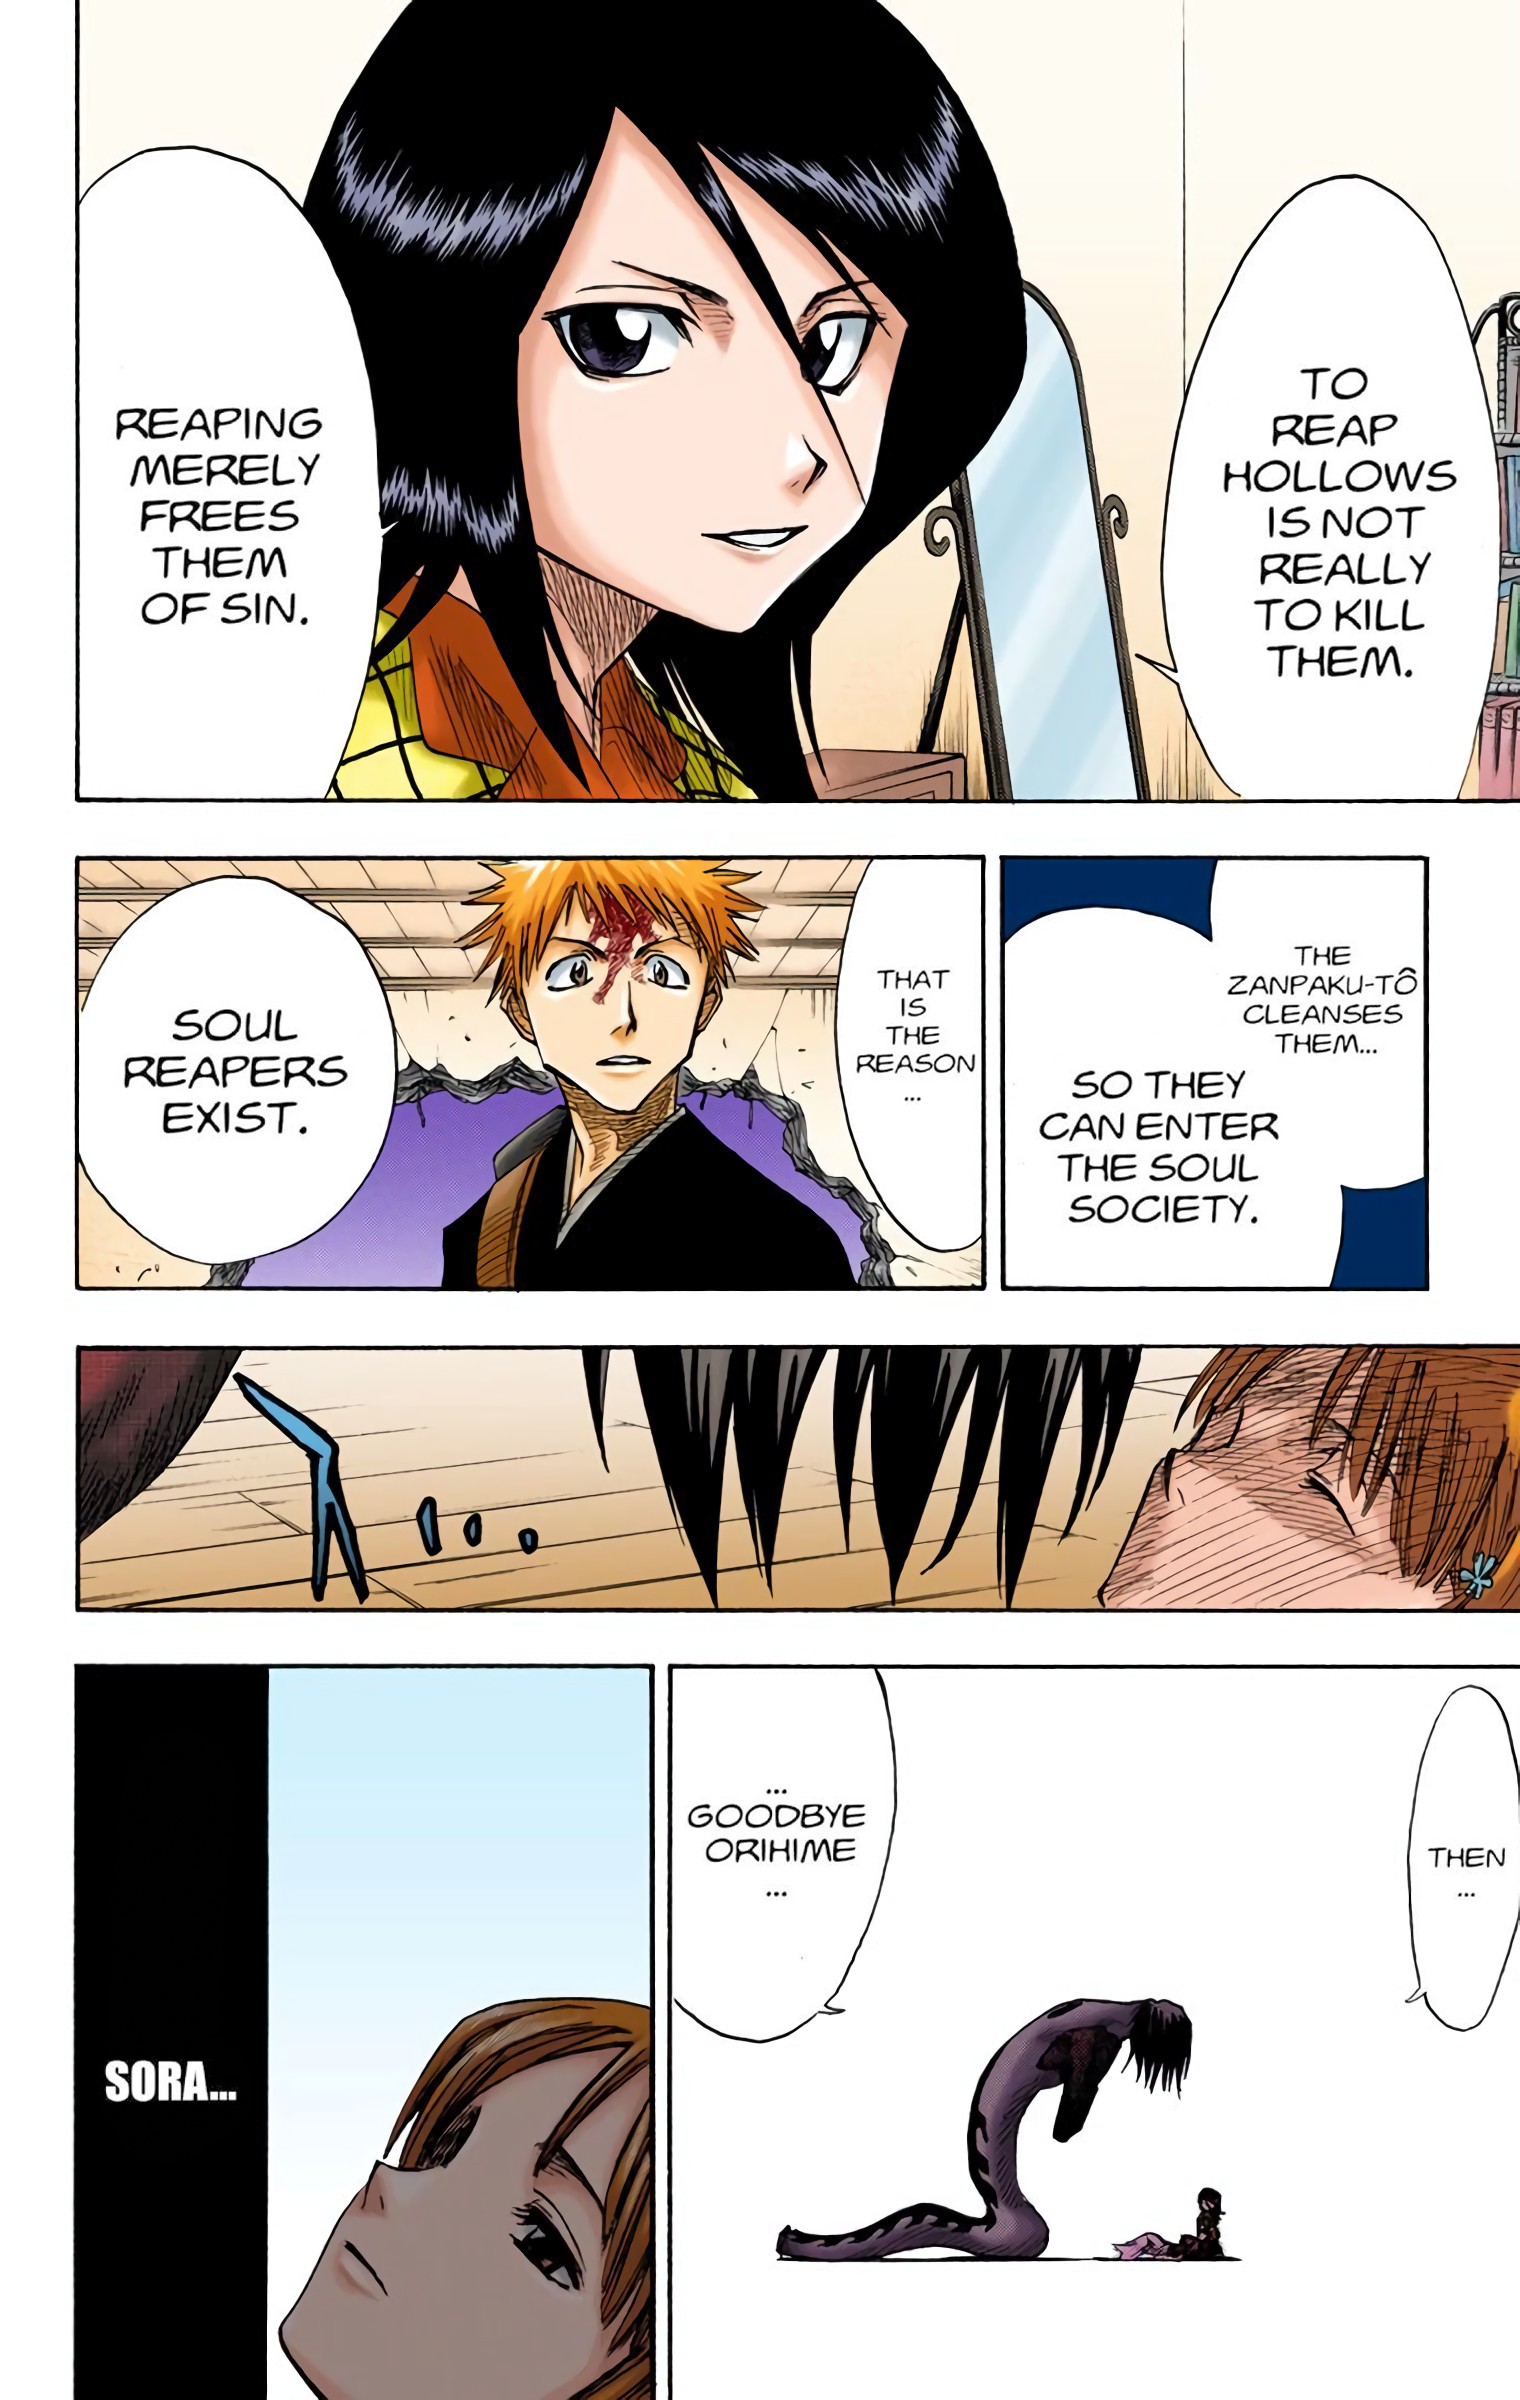 TO
REAP
HOLLOWS
IS NOT
REALLY
TO KILL
THEM.
REAPING
MERELY
FREES
THEM
OF SIN.
THE
ZANPAKU-TÔ
CLEANSES
THEM...
SO THEY
CAN ENTER
THE SOUL
SOCIETY.
THAT
IS
THE
REASON
...
SOUL
REAPERS
EXIST.
THEN
...
...
GOODBYE
ORIHIME
...
SORA...